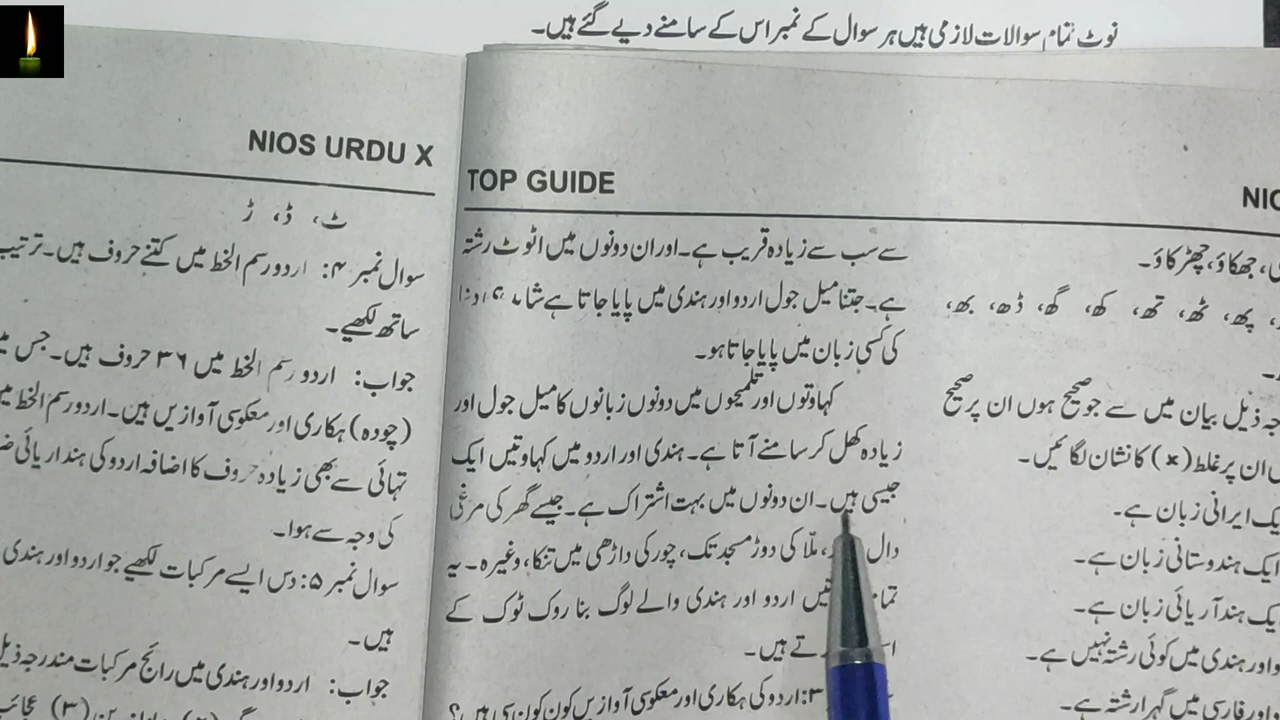 نوٹ تمام سوالات لازمی ہیں ہر سوال کے نمبر اس کے سامنے دیے گئے ہیں۔
NIOS URDU X
ٹ، ڈ، ڑ
سوال نمبر ۴: اردو رسم الخط میں کتنے حروف ہیں۔ ترتیب
ساتھ لکھیے۔
جواب: اردو رسم الخط میں ۳۶ حروف ہیں۔ جس
(چودہ) ہکاری اور معکوسی آوازیں ہیں۔ اردو رسم الخط
تہائی سے بھی زیادہ حروف کا اضافہ اردو کی ہند اریائی
کی وجہ سے ہوا۔
سوال نمبر ۵: دس ایسے مرکبات لکھیے جو اردو اور ہندی
ہیں۔
جواب: اردو اور ہندی میں رائج مرکبات مندرجہ ذیل
(۳) عجائب
TOP GUIDE
سے سب سے زیادہ قریب ہے۔ اور ان دونوں میں اٹوٹ رشتہ
ہے۔ جتنا میل جول اردو اور ہندی میں پایا جاتا ہے
کی کسی زبان میں پایا جاتا ہو۔
کہاوتوں اور تلمیحوں میں دونوں زبانوں کا میل جول اور
زیادہ کھل کر سامنے آتا ہے۔ ہندی اور اردو میں کہاوتیں ایک
جیسی ہیں۔ ان دونوں میں بہت اشتراک ہے۔ جیسے گھر کی مرغی
دال ، ملّا کی دوڑ مسجد تک، چور کی داڑھی میں تنکا، وغیرہ۔ یہ
اردو اور ہندی والے لوگ بنا روک ٹوک کے
ہیں۔
۳: اردو کی ہکاری اور معکوسی آوازیں کون کون سی ہیں؟
، جھکاؤ، چھڑکاؤ۔
، پھ، ٹھ، تھ، کھ، گھ، ڈھ، بھ،
ذیل بیان میں سے جو صحیح ہوں ان پر صحیح
ان پر غلط (×) کا نشان لگائیں۔
ایرانی زبان ہے۔
ایک ہندوستانی زبان ہے۔
ہند آریائی زبان ہے۔
اور ہندی میں کوئی رشتہ نہیں ہے۔
اور فارسی میں گہرا رشتہ ہے۔